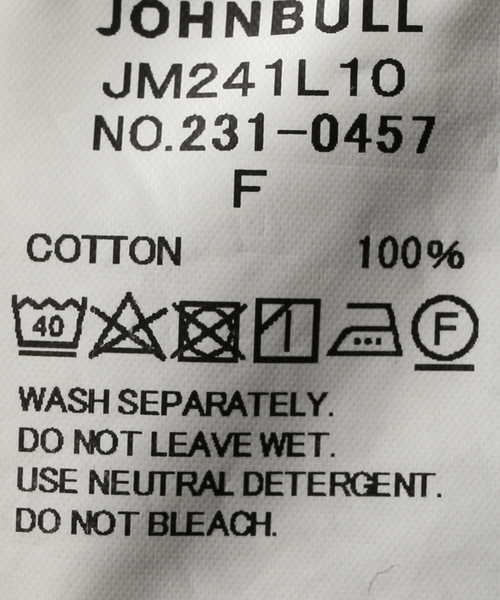 JOHNBULL
JM241L10
NO.231-0457
F
COTTON 100%
40 F
WASH SEPARATELY.
DO NOT LEAVE WET.
USE NEUTRAL DETERGENT.
DO NOT BLEACH.